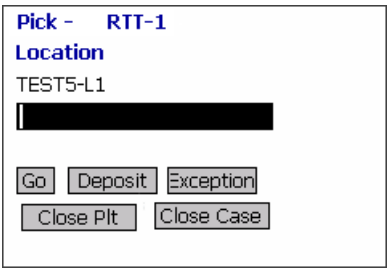 Pick -    RTT-1
Location
TEST5-L1
Go Deposit Exception
Close Plt Close Case